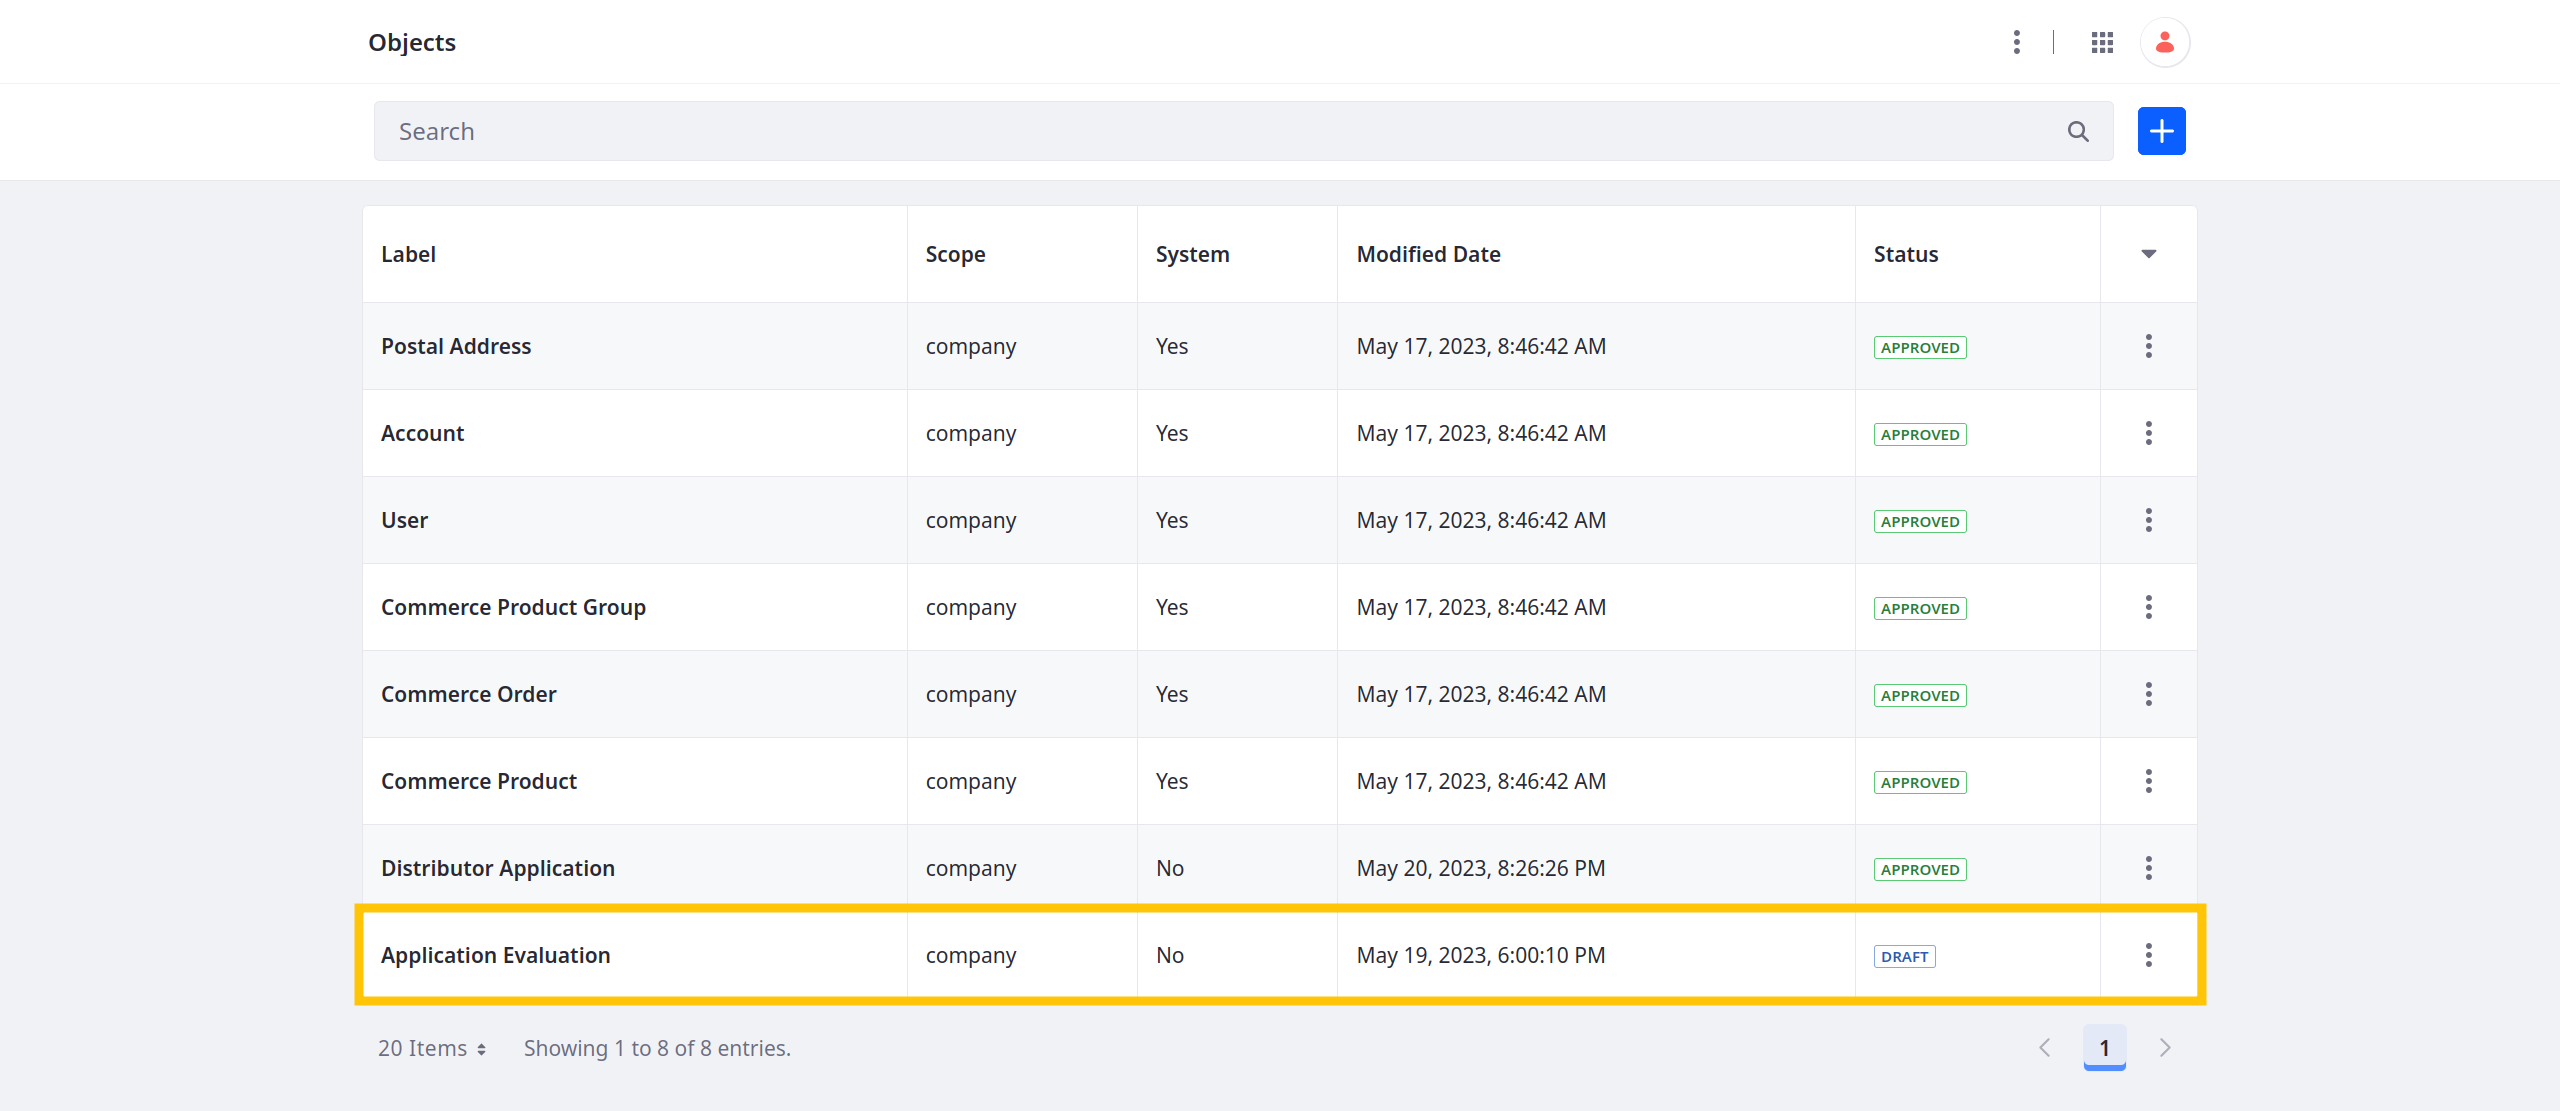 Objects
Search
Label Scope System Modified Date Status
Postal Address company Yes May 17, 2023, 8:46:42 AM APPROVED
Account company Yes May 17, 2023, 8:46:42 AM APPROVED
User company Yes May 17, 2023, 8:46:42 AM APPROVED
Commerce Product Group company Yes May 17, 2023, 8:46:42 AM APPROVED
Commerce Order company Yes May 17, 2023, 8:46:42 AM APPROVED
Commerce Product company Yes May 17, 2023, 8:46:42 AM APPROVED
Distributor Application company No May 20, 2023, 8:26:26 PM APPROVED
Application Evaluation company No May 19, 2023, 6:00:10 PM DRAFT
20 Items Showing 1 to 8 of 8 entries. 1